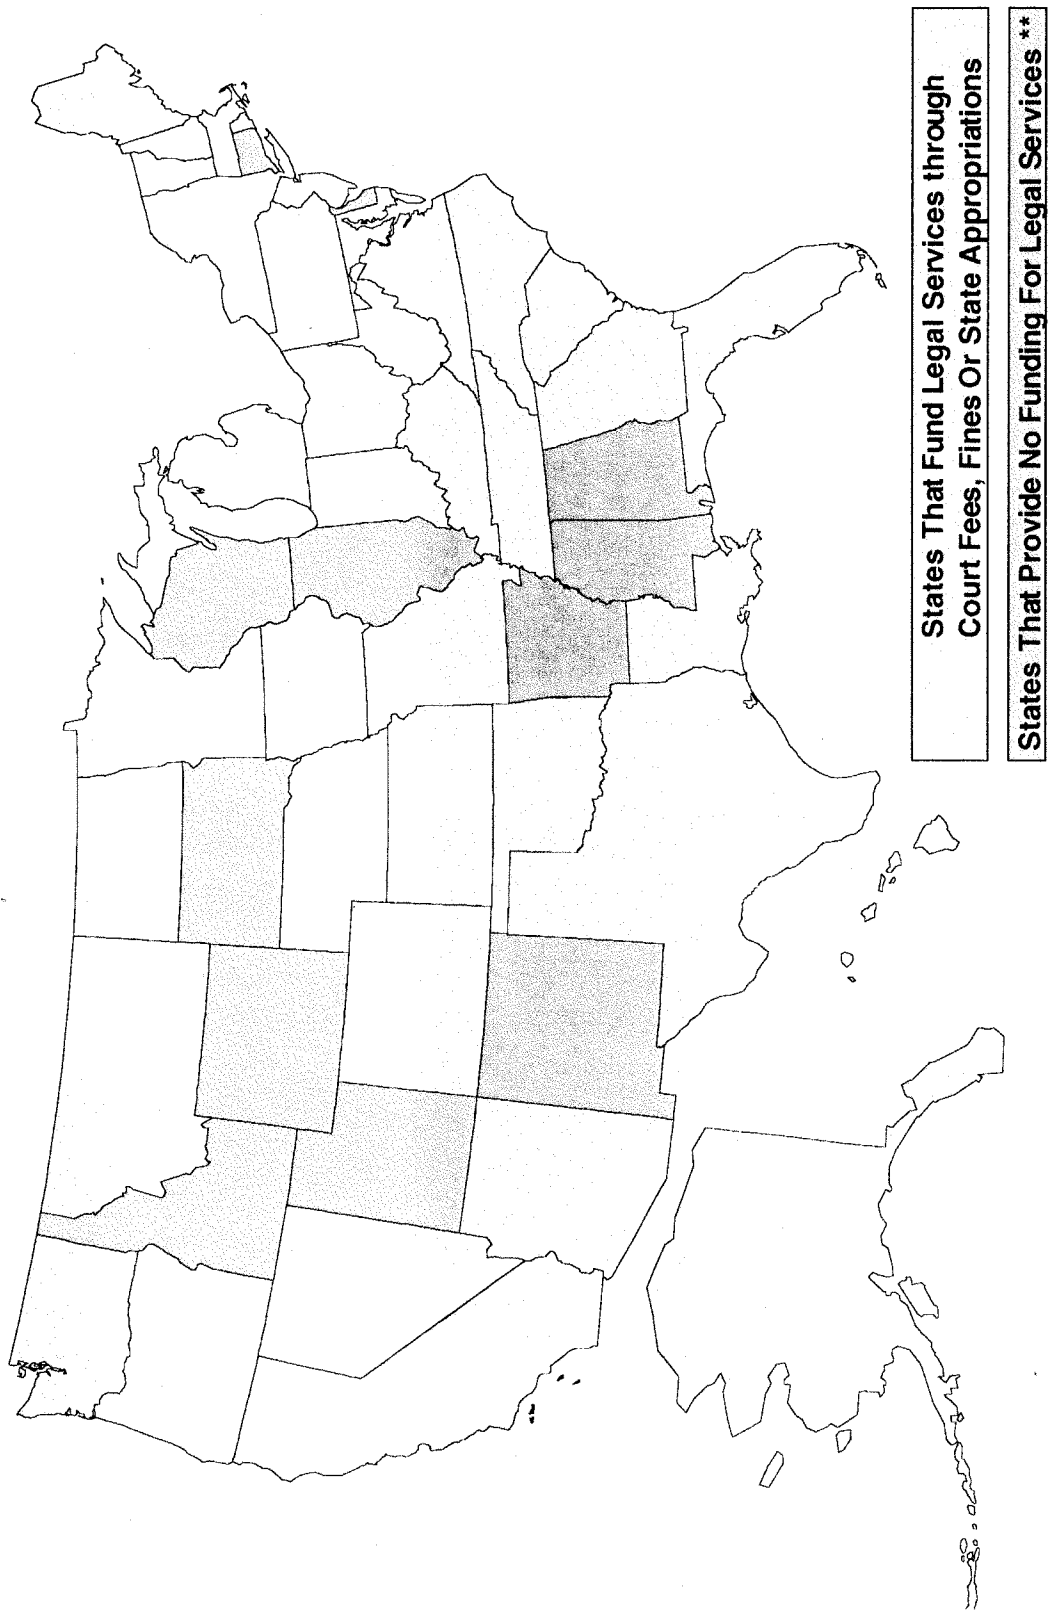 States That Fund Legal Services through
Court Fees, Fines Or State Appropriations
States That Provide No Funding For Legal Services **